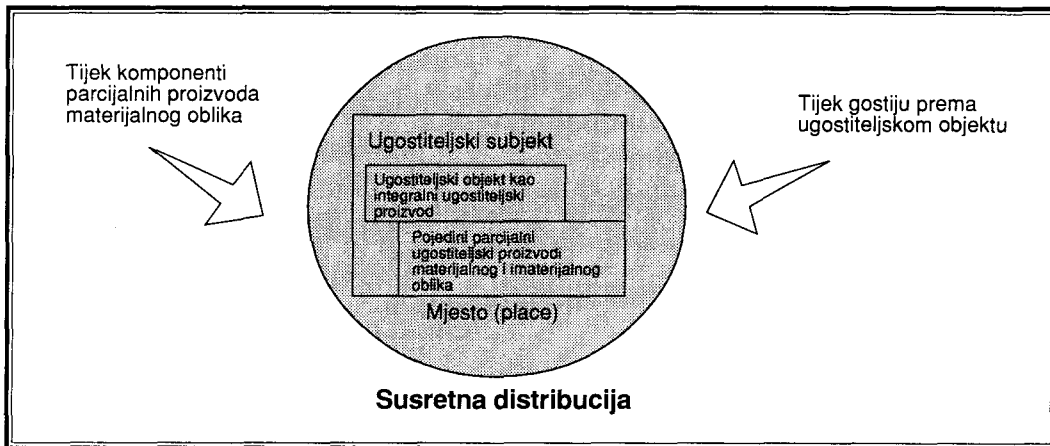 Tijek komponenti
parcijalnih proizvoda
materijalnog oblika
Tijek gostiju prema
ugostiteljskom objektu
Ugostiteljski subjekt
Ugostiteljski objekt kao
integralni ugostiteljski
proizvod
Pojedini parcijalni
ugostiteljski proizvodi
materijalnog i imaterijalnog
oblika
Mjesto (place)
Susretna distribucija